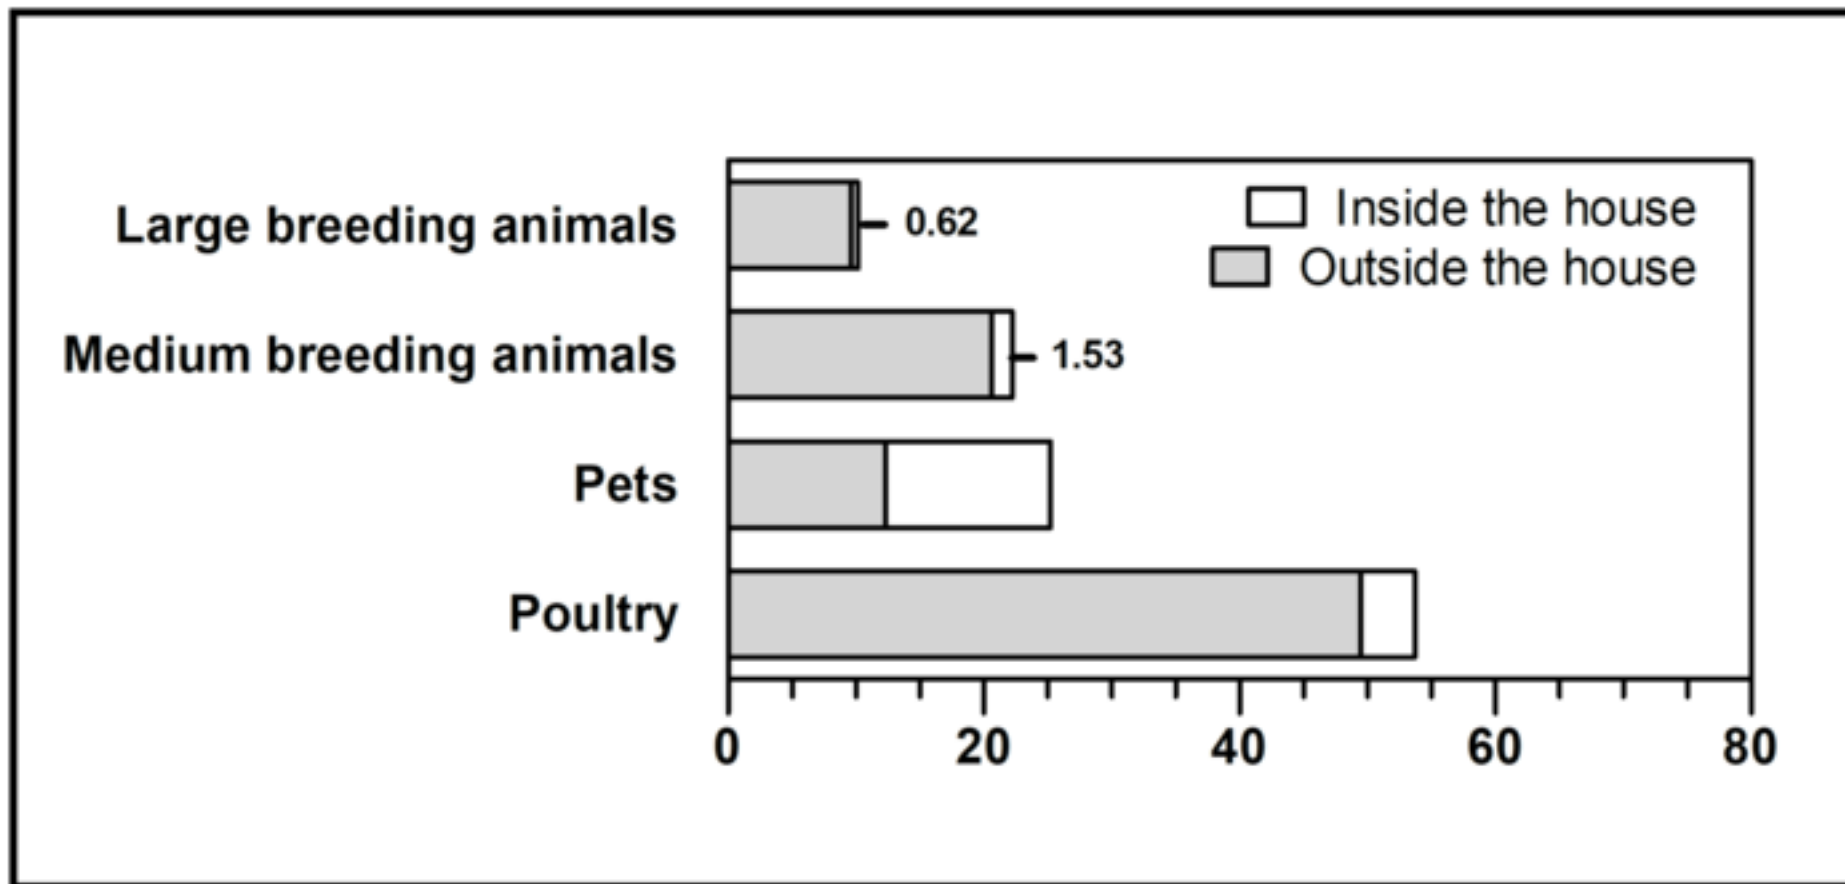 Large breeding animals
0.62
Inside the house
Outside the house
Medium breeding animals
1.53
Pets
Poultry
0 20 40 60 80